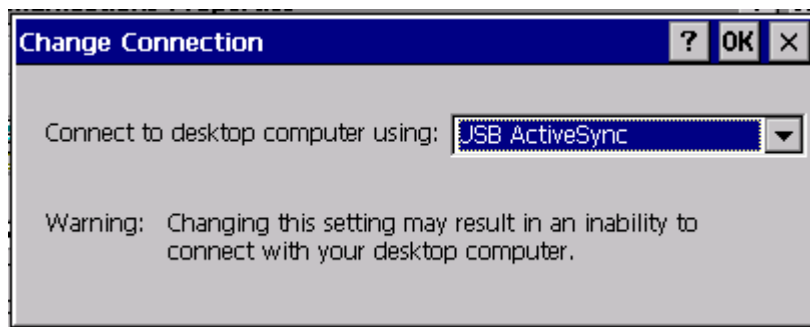 Change Connection ? OK ×
Connect to desktop computer using: USB ActiveSync
Warning: Changing this setting may result in an inability to
connect with your desktop computer.